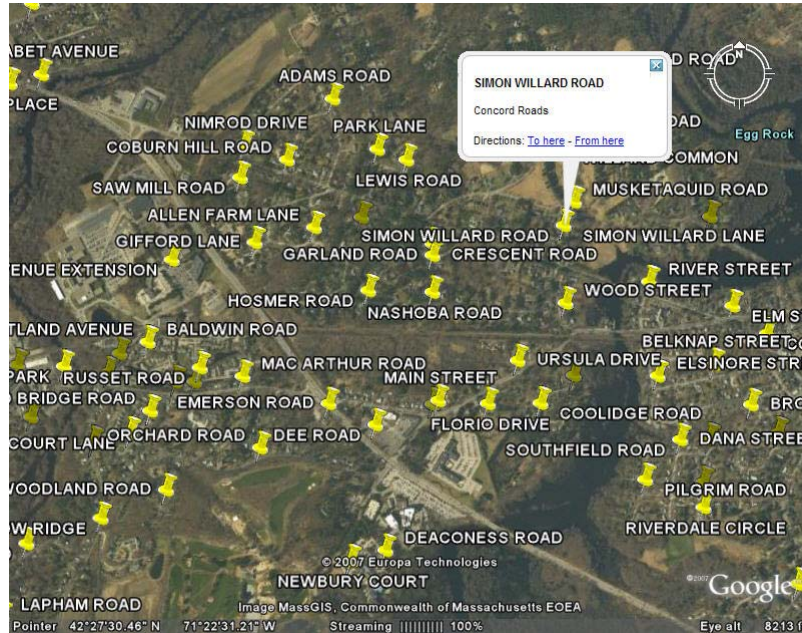 ABET AVENUE
PLACE
ADAMS ROAD
SIMON WILLARD ROAD
Concord Roads
Directions: To here - From here
D ROAD
N
OAD
Egg Rock
NIMROD DRIVE
PARK LANE
COBURN HILL ROAD
COMMON
LEWIS ROAD
SAW MILL ROAD
MUSKETAQUID ROAD
ALLEN FARM LANE
GIFFORD LANE
SIMON WILLARD ROAD
SIMON WILLARD LANE
GARLAND ROAD
CRESCENT ROAD
ENUE EXTENSION
RIVER STREET
HOSMER ROAD
WOOD STREET
NASHOBA ROAD
ELM S
TLAND AVENUE
BALDWIN ROAD
BELKNAP STREET
CO
PARK
RUSSET ROAD
MAC ARTHUR ROAD
MAIN STREET
URSULA DRIVE
ELSINORE STR
D BRIDGE ROAD
EMERSON ROAD
FLORIO DRIVE
COOLIDGE ROAD
BRO
COURT LANE
ORCHARD ROAD
DEE ROAD
SOUTHFIELD ROAD
DANA STREE
WOODLAND ROAD
PILGRIM ROAD
OW RIDGE
DEACONESS ROAD
RIVERDALE CIRCLE
© 2007 Europa Technologies
NEWBURY COURT
©2007 Google
LAPHAM ROAD
Image MassGIS, Commonwealth of Massachusetts EOEA
Pointer 42°27'30.46" N 71°22'31.21" W Streaming |||||||||| 100% Eye alt 8213 f